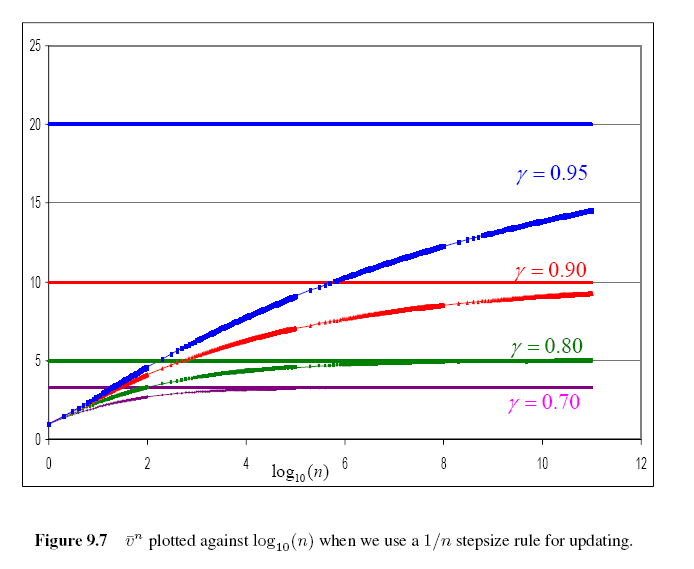 25
20
γ = 0.95
15
10
γ = 0.90
5
γ = 0.80
γ = 0.70
0
0 2 4 6 8 10 12
log₁₀(n)
Figure 9.7 v̄ⁿ plotted against log₁₀(n) when we use a 1/n stepsize rule for updating.